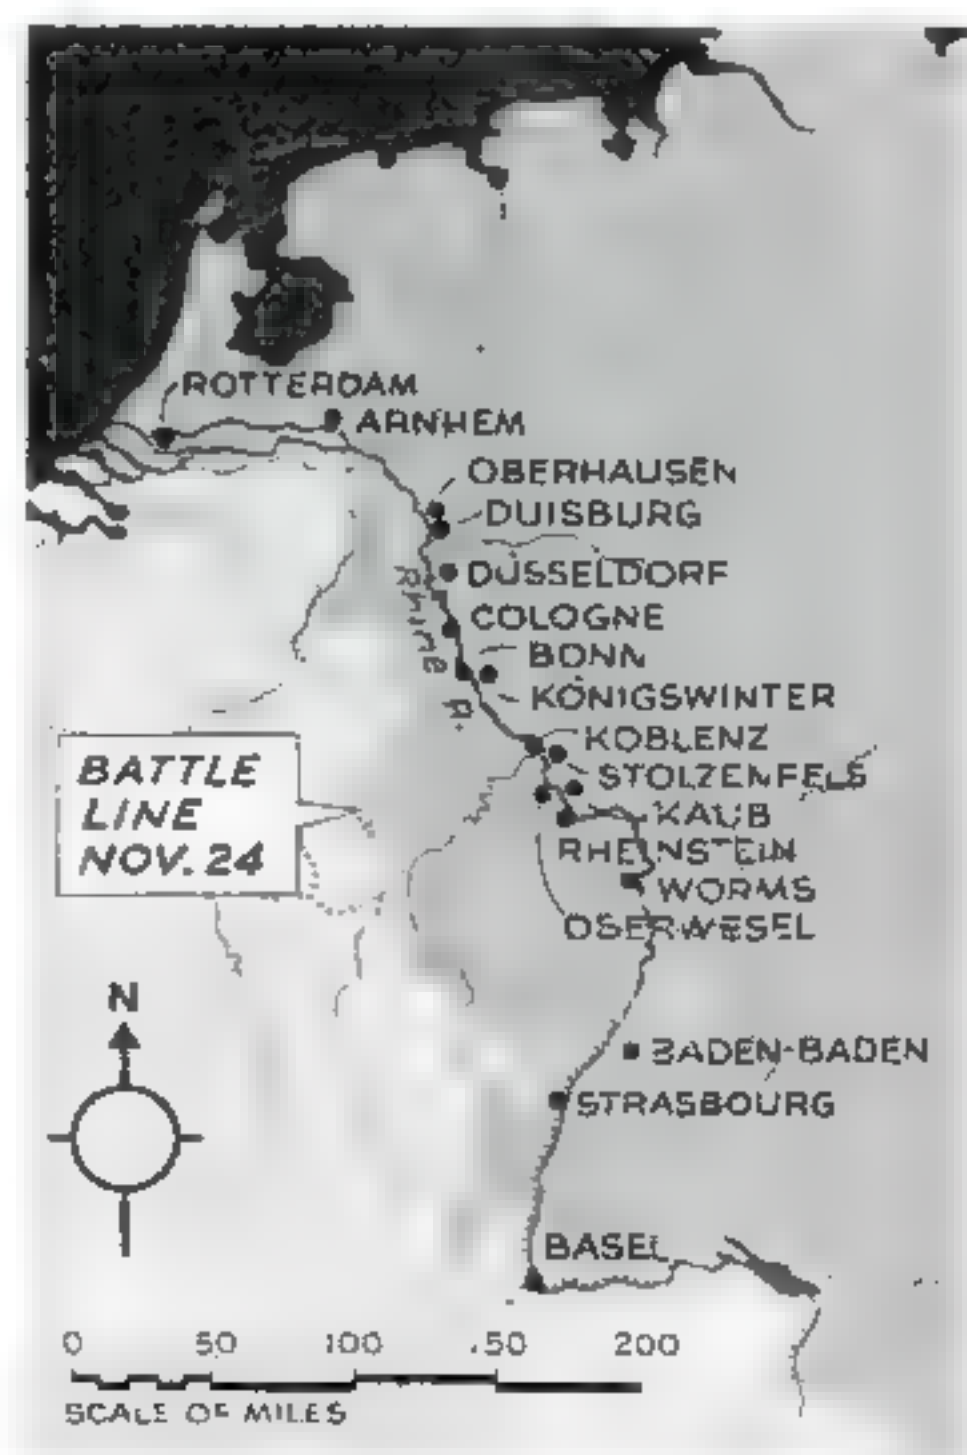 ROTTERDAM
ARNHEM
OBERHAUSEN
DUISBURG
DÜSSELDORF
COLOGNE
Rhine R.
BONN
KÖNIGSWINTER
KOBLENZ
STOLZENFELS
KAUB
RHEINSTEIN
WORMS
OBERWESEL
BATTLE
LINE
NOV. 24
N
BADEN-BADEN
STRASBOURG
BASEL
0 50 100 150 200
SCALE OF MILES